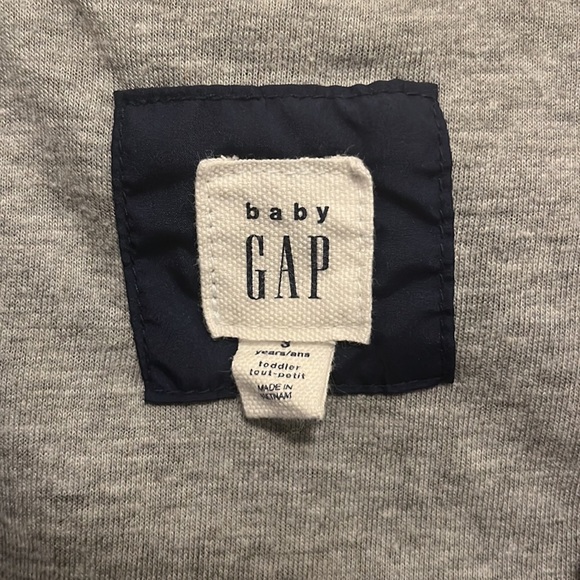 baby
GAP
3
years/ans
toddler
tout-petit
MADE IN
VIETNAM